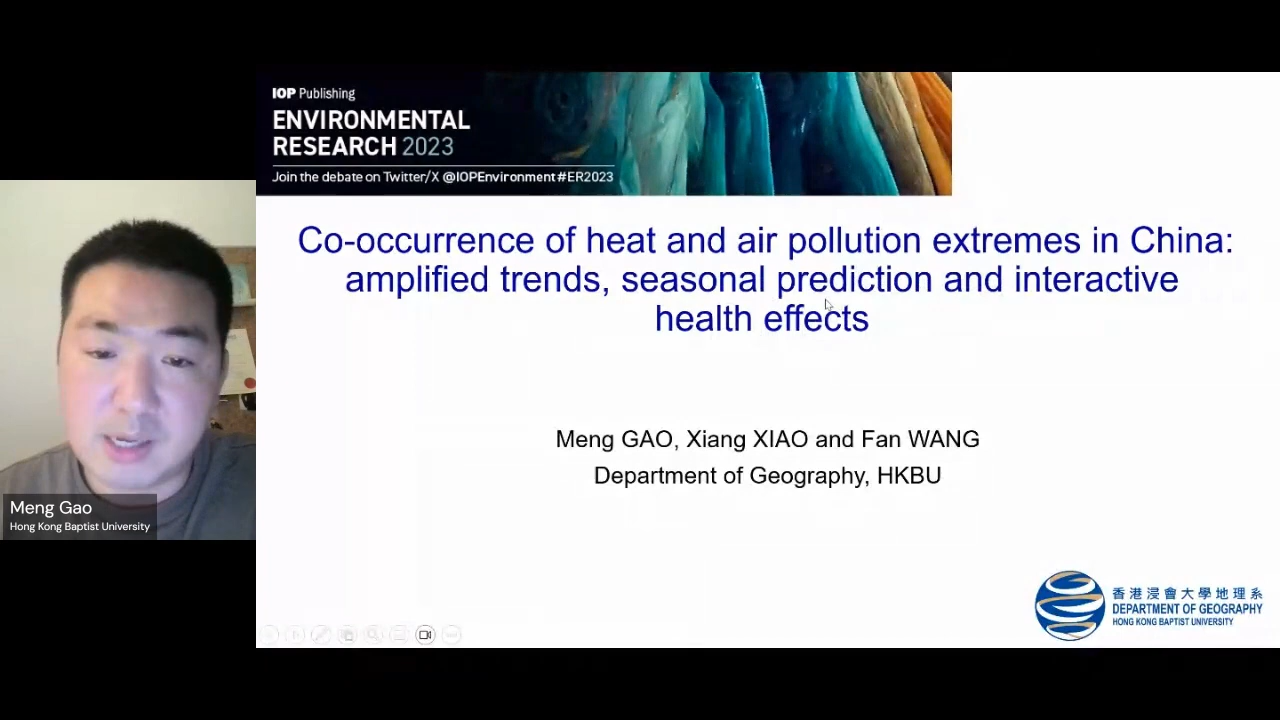 IOP Publishing
ENVIRONMENTAL
RESEARCH 2023
Join the debate on Twitter/X @IOPEnvironment #ER2023
Co-occurrence of heat and air pollution extremes in China:
amplified trends, seasonal prediction and interactive
health effects
Meng GAO, Xiang XIAO and Fan WANG
Department of Geography, HKBU
Meng Gao
Hong Kong Baptist University
香港浸會大學地理系
DEPARTMENT OF GEOGRAPHY
HONG KONG BAPTIST UNIVERSITY